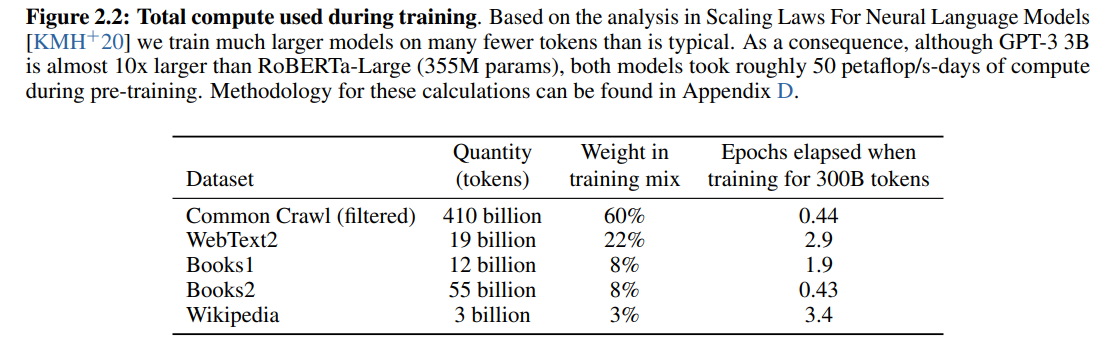 Figure 2.2: Total compute used during training. Based on the analysis in Scaling Laws For Neural Language Models
[KMH+20] we train much larger models on many fewer tokens than is typical. As a consequence, although GPT-3 3B
is almost 10x larger than RoBERTa-Large (355M params), both models took roughly 50 petaflop/s-days of compute
during pre-training. Methodology for these calculations can be found in Appendix D.
Quantity Weight in Epochs elapsed when
Dataset (tokens) training mix training for 300B tokens
Common Crawl (filtered) 410 billion 60% 0.44
WebText2 19 billion 22% 2.9
Books1 12 billion 8% 1.9
Books2 55 billion 8% 0.43
Wikipedia 3 billion 3% 3.4